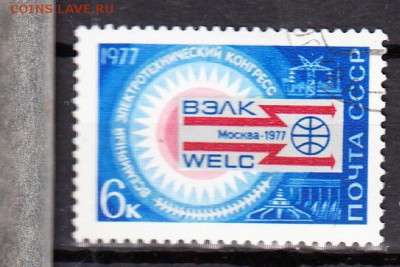 COINS.LAVE.RU
1977
ВСЕМИРНЫЙ ЭЛЕКТРОТЕХНИЧЕСКИЙ КОНГРЕСС
ВЭЛК
Москва-1977
WELC
6к
ПОЧТА СССР